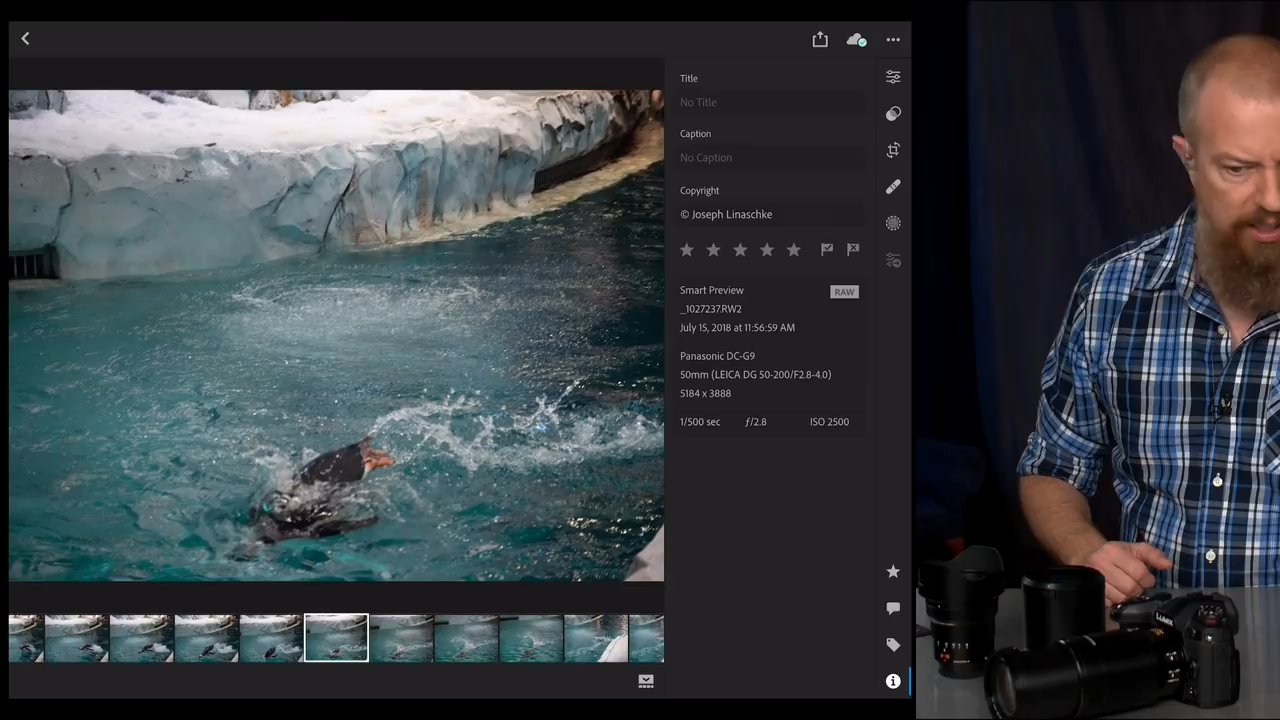 Title
No Title
Caption
No Caption
Copyright
© Joseph Linaschke
Smart Preview
RAW
_1027237.RW2
July 15, 2018 at 11:56:59 AM
Panasonic DC-G9
50mm (LEICA DG 50-200/F2.8-4.0)
5184 x 3888
1/500 sec
ƒ/2.8
ISO 2500
LUMIX